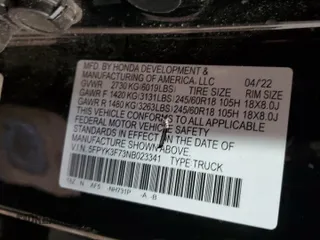 MFD. BY HONDA DEVELOPMENT &
MANUFACTURING OF AMERICA, LLC 04/22
GVWR 2730 KG (6019LBS) TIRE SIZE RIM SIZE
GAWR F 1420 KG(3131LBS) 245/60R18 105H 18X8.0J
GAWR R 1480 KG(3263LBS) 245/60R18 105H 18X8.0J
THIS VEHICLE CONFORMS TO ALL APPLICABLE
FEDERAL MOTOR VEHICLE SAFETY
STANDARDS IN EFFECT ON THE DATE OF
MANUFACTURE SHOWN ABOVE.
V.I.N. 5FPYK3F73NB023341 TYPE:TRUCK
NH731P -A -B